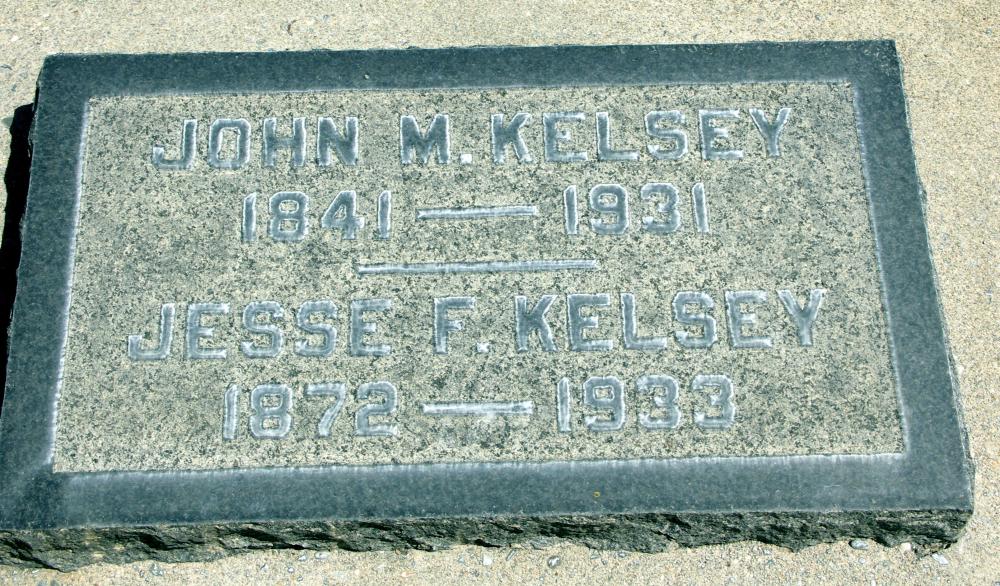 JOHN M. KELSEY
1841 — 1931
JESSE F. KELSEY
1872 — 1933